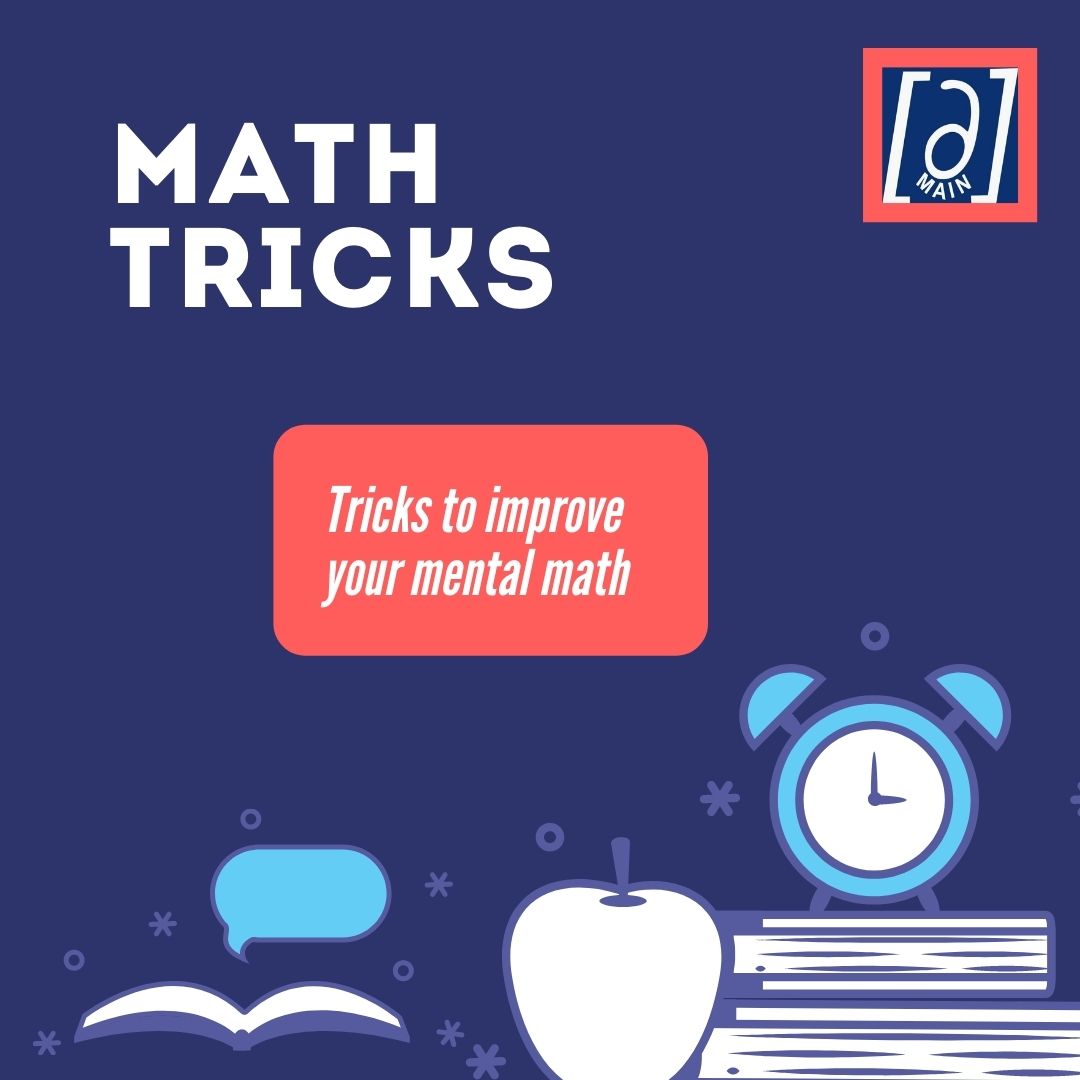 MATH
TRICKS
[∂]
MAIN
Tricks to improve
your mental math